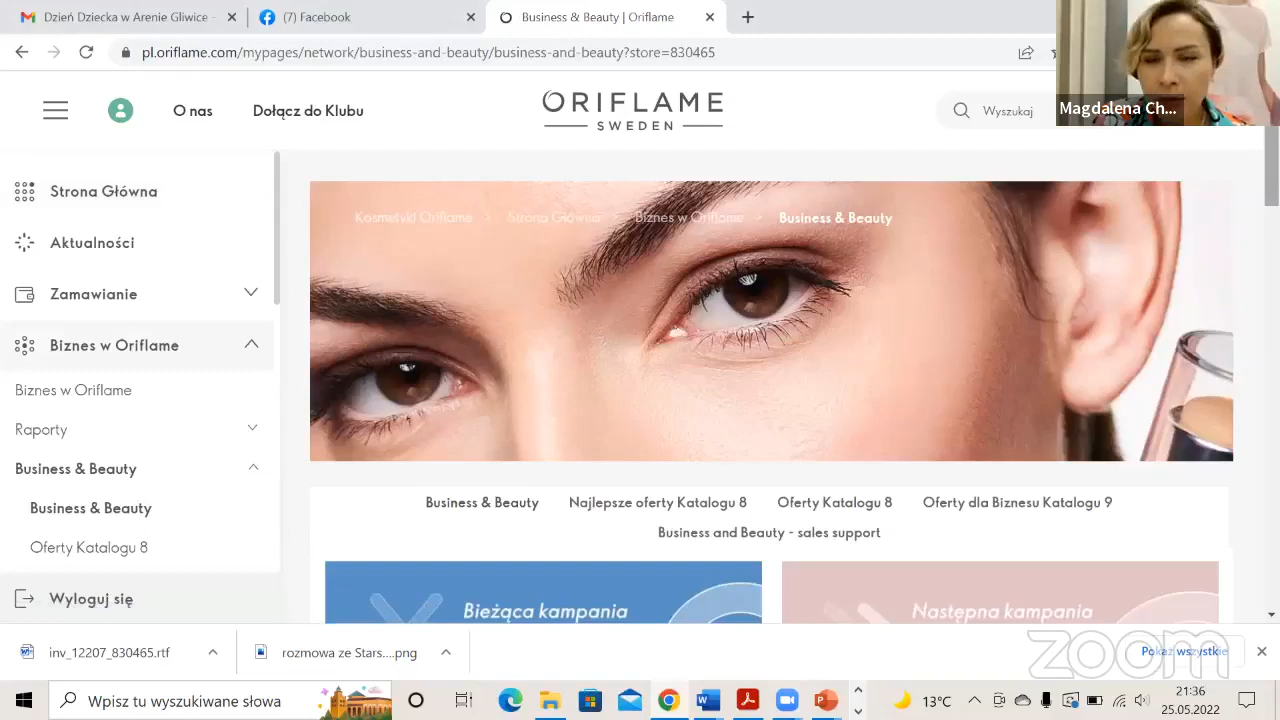 Dzień Dziecka w Arenie Gliwice -
(7) Facebook
Business & Beauty | Oriflame
pl.oriflame.com/mypages/network/business-and-beauty/business-and-beauty?store=830465
O nas
Dołącz do Klubu
ORIFLAME
SWEDEN
Wyszukaj
Magdalena Ch...
Strona Główna
Aktualności
Zamawianie
Biznes w Oriflame
Biznes w Oriflame
Raporty
Business & Beauty
Business & Beauty
Oferty Katalogu 8
Wyloguj się
Kosmetyki Oriflame > Strona Główna > Biznes w Oriflame > Business & Beauty
Business & Beauty
Najlepsze oferty Katalogu 8
Oferty Katalogu 8
Oferty dla Biznesu Katalogu 9
Business and Beauty - sales support
Bieżąca kampania
Następna kampania
inv_12207_830465.rtf
rozmowa ze Stars....png
Pokaż wszystkie
zoom
Wpisz tu wyszukiwane słowa
13°C
21:36
25.05.2022